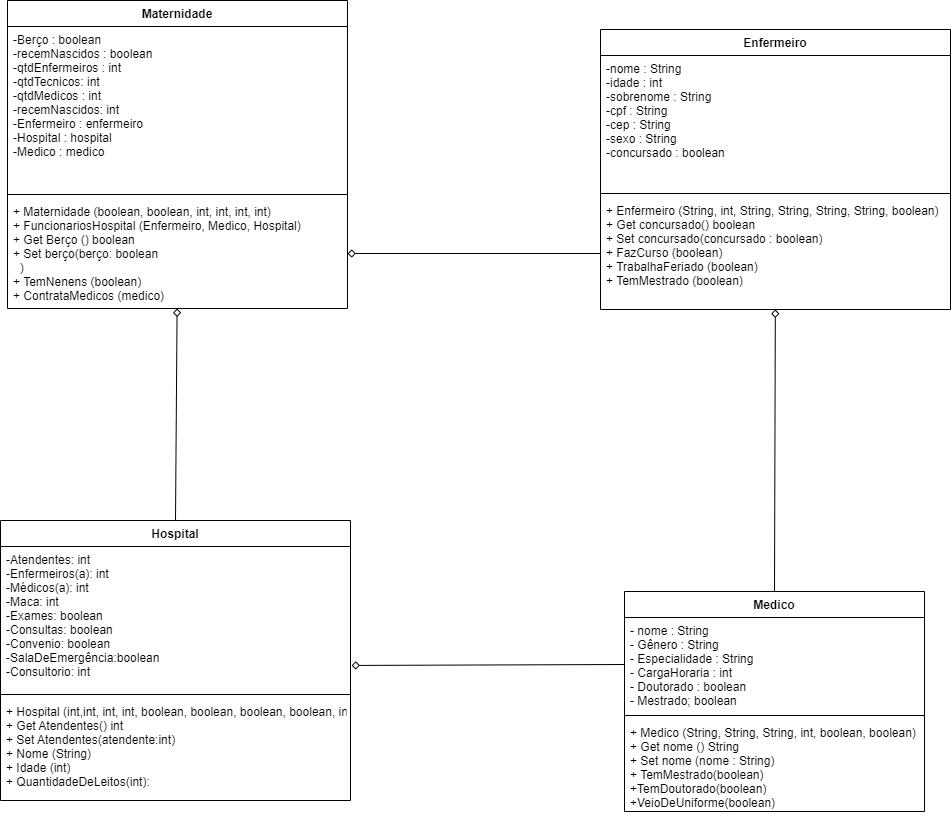 Maternidade
-Berço : boolean
-recemNascidos : boolean
-qtdEnfermeiros : int
-qtdTecnicos: int
-qtdMedicos : int
-recemNascidos: int
-Enfermeiro : enfermeiro
-Hospital : hospital
-Medico : medico
+ Maternidade (boolean, boolean, int, int, int, int)
+ FuncionariosHospital (Enfermeiro, Medico, Hospital)
+ Get Berço () boolean
+ Set berço(berço: boolean
)
+ TemNenens (boolean)
+ ContrataMedicos (medico)
Enfermeiro
-nome : String
-idade : int
-sobrenome : String
-cpf : String
-cep : String
-sexo : String
-concursado : boolean
+ Enfermeiro (String, int, String, String, String, String, boolean)
+ Get concursado() boolean
+ Set concursado(concursado : boolean)
+ FazCurso (boolean)
+ TrabalhaFeriado (boolean)
+ TemMestrado (boolean)
Hospital
-Atendentes: int
-Enfermeiros(a): int
-Médicos(a): int
-Maca: int
-Exames: boolean
-Consultas: boolean
-Convenio: boolean
-SalaDeEmergência:boolean
-Consultorio: int
+ Hospital (int,int, int, int, boolean, boolean, boolean, boolean, in
+ Get Atendentes() int
+ Set Atendentes(atendente:int)
+ Nome (String)
+ Idade (int)
+ QuantidadeDeLeitos(int):
Medico
- nome : String
- Gênero : String
- Especialidade : String
- CargaHoraria : int
- Doutorado : boolean
- Mestrado; boolean
+ Medico (String, String, String, int, boolean, boolean)
+ Get nome () String
+ Set nome (nome : String)
+ TemMestrado(boolean)
+TemDoutorado(boolean)
+VeioDeUniforme(boolean)